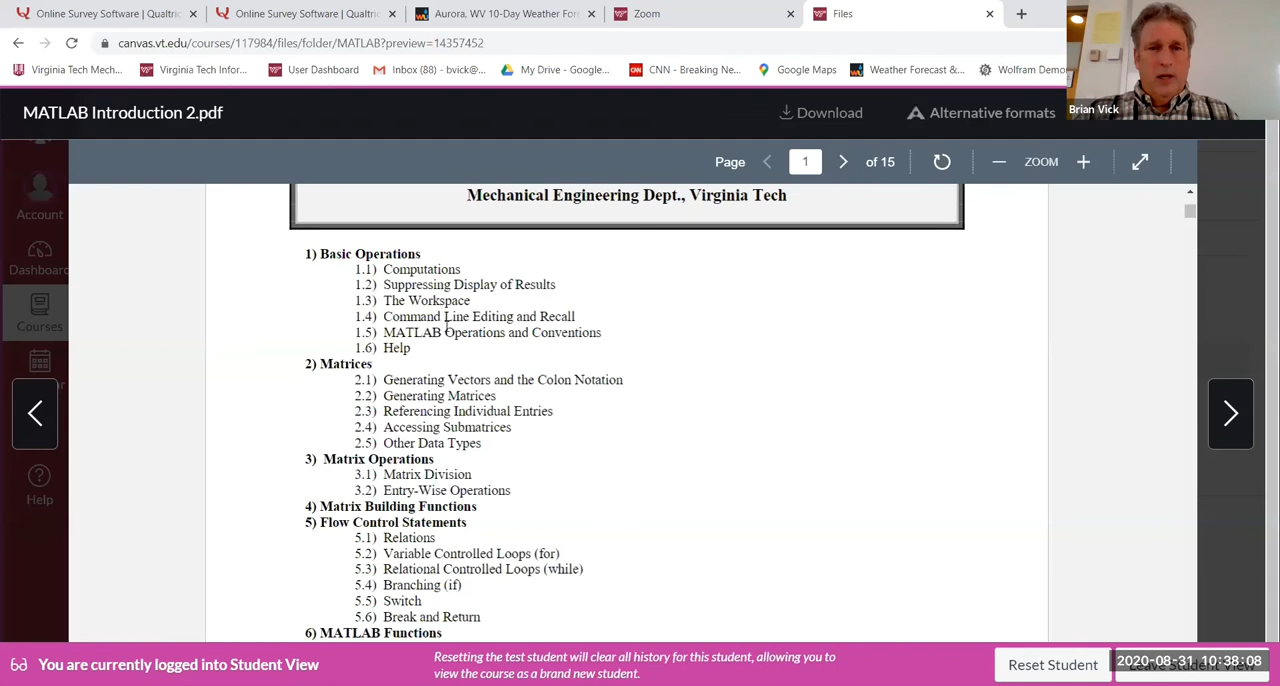 Online Survey Software | Qualtri
Online Survey Software | Qualtri
Aurora, WV 10-Day Weather For
Zoom
Files
canvas.vt.edu/courses/117984/files/folder/MATLAB?preview=14357452
Virginia Tech Mech...
Virginia Tech Infor...
User Dashboard
Inbox (88) - bvick@...
My Drive - Google...
CNN - Breaking Ne...
Google Maps
Weather Forecast &...
Wolfram Demo
Brian Vick
MATLAB Introduction 2.pdf
Download
Alternative formats
Page
1
of 15
ZOOM
Account
Dashboard
Courses
Help
Mechanical Engineering Dept., Virginia Tech
1) Basic Operations
1.1) Computations
1.2) Suppressing Display of Results
1.3) The Workspace
1.4) Command Line Editing and Recall
1.5) MATLAB Operations and Conventions
1.6) Help
2) Matrices
2.1) Generating Vectors and the Colon Notation
2.2) Generating Matrices
2.3) Referencing Individual Entries
2.4) Accessing Submatrices
2.5) Other Data Types
3) Matrix Operations
3.1) Matrix Division
3.2) Entry-Wise Operations
4) Matrix Building Functions
5) Flow Control Statements
5.1) Relations
5.2) Variable Controlled Loops (for)
5.3) Relational Controlled Loops (while)
5.4) Branching (if)
5.5) Switch
5.6) Break and Return
6) MATLAB Functions
You are currently logged into Student View
Resetting the test student will clear all history for this student, allowing you to
view the course as a brand new student.
Reset Student
2020-08-31 10:38:08